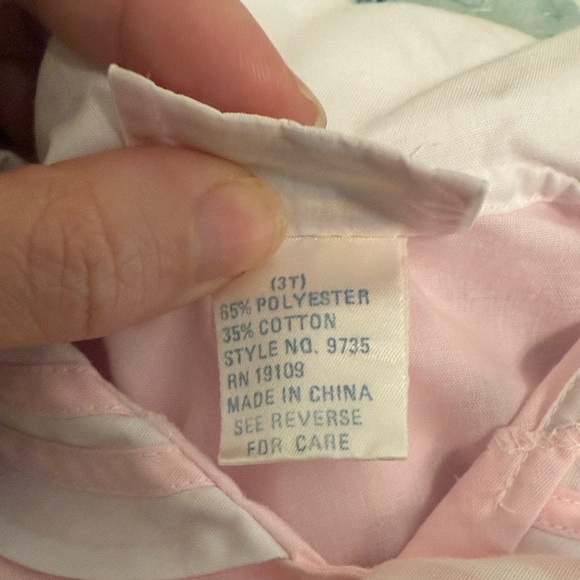 (3T)
65% POLYESTER
35% COTTON
STYLE NO. 9735
RN 19109
MADE IN CHINA
SEE REVERSE
FOR CARE